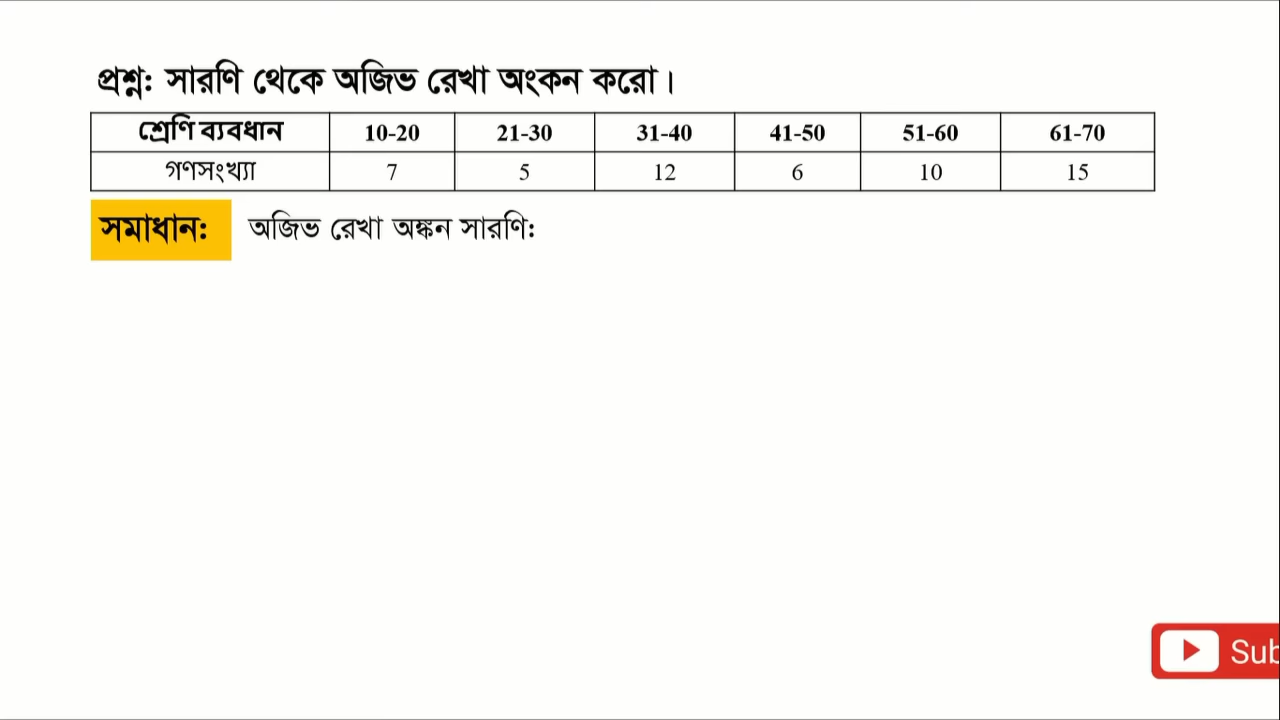 প্রশ্ন: সারণি থেকে অজিভ রেখা অংকন করো।
শ্রেণি ব্যবধান 10-20 21-30 31-40 41-50 51-60 61-70
গণসংখ্যা 7 5 12 6 10 15
সমাধান: অজিভ রেখা অঙ্কন সারণি:
Sub